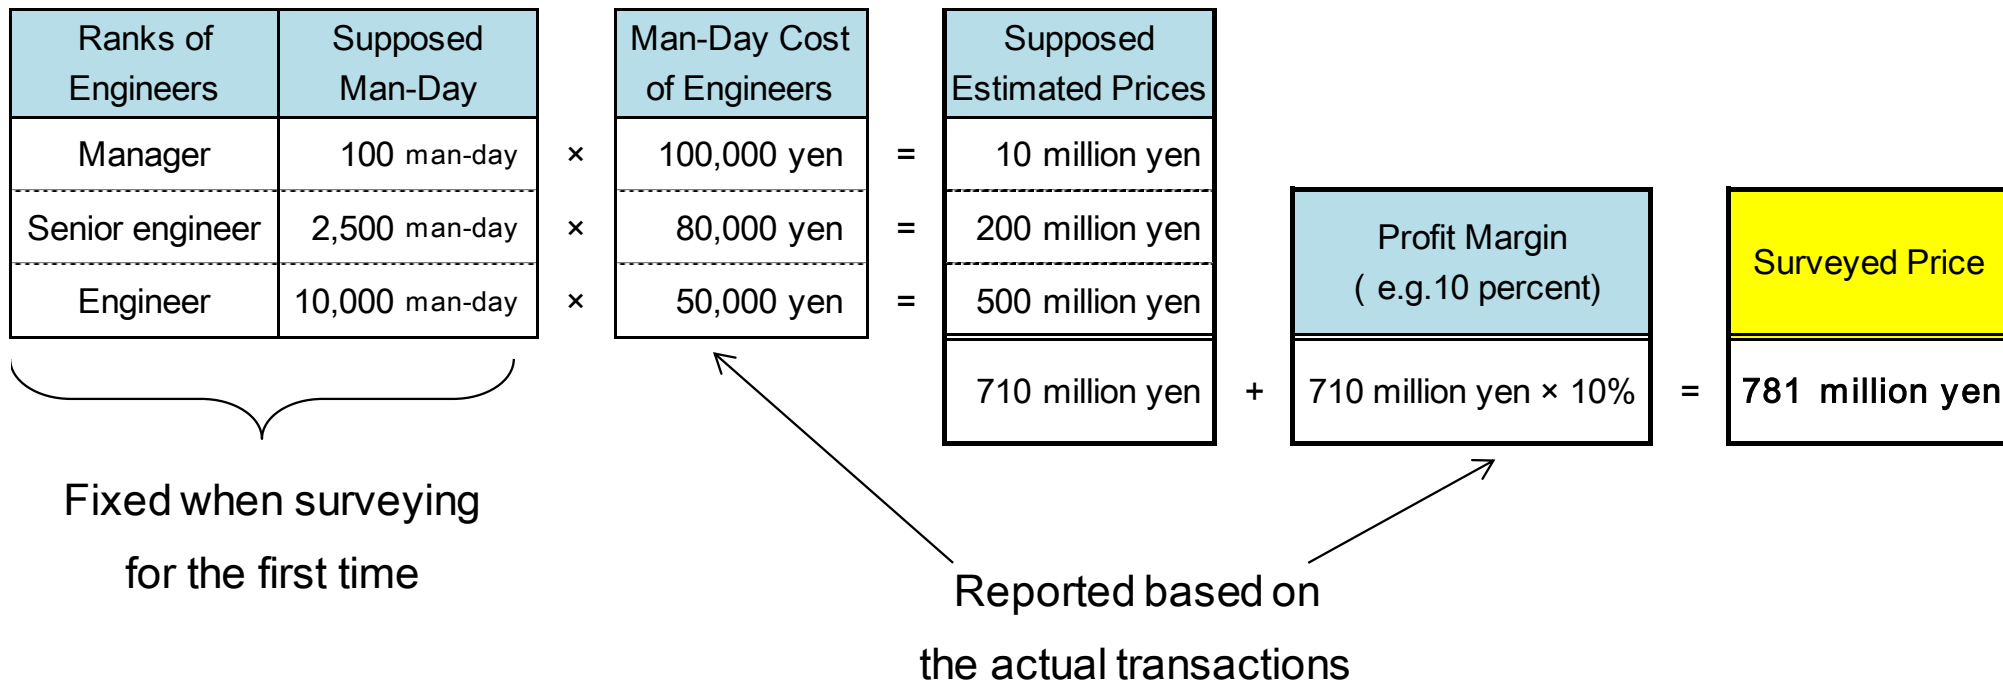 Ranks of Engineers Supposed Man-Day Man-Day Cost of Engineers Supposed Estimated Prices
Manager 100 man-day × 100,000 yen = 10 million yen
Senior engineer 2,500 man-day × 80,000 yen = 200 million yen
Engineer 10,000 man-day × 50,000 yen = 500 million yen
Profit Margin
( e.g.10 percent)
Surveyed Price
710 million yen + 710 million yen × 10% = 781 million yen
Fixed when surveying
for the first time
Reported based on
the actual transactions